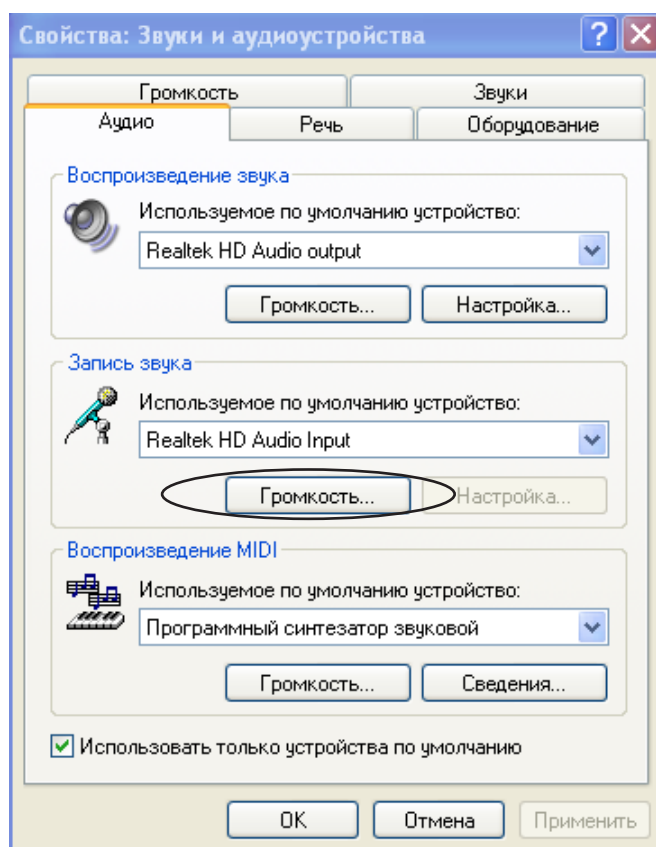 Свойства: Звуки и аудиоустройства
Громкость
Звуки
Аудио
Речь
Оборудование
Воспроизведение звука
Используемое по умолчанию устройство:
Realtek HD Audio output
Громкость...
Настройка...
Запись звука
Используемое по умолчанию устройство:
Realtek HD Audio Input
Громкость...
Настройка...
Воспроизведение MIDI
Используемое по умолчанию устройство:
Программный синтезатор звуковой
Громкость...
Сведения...
Использовать только устройства по умолчанию
OK
Отмена
Применить